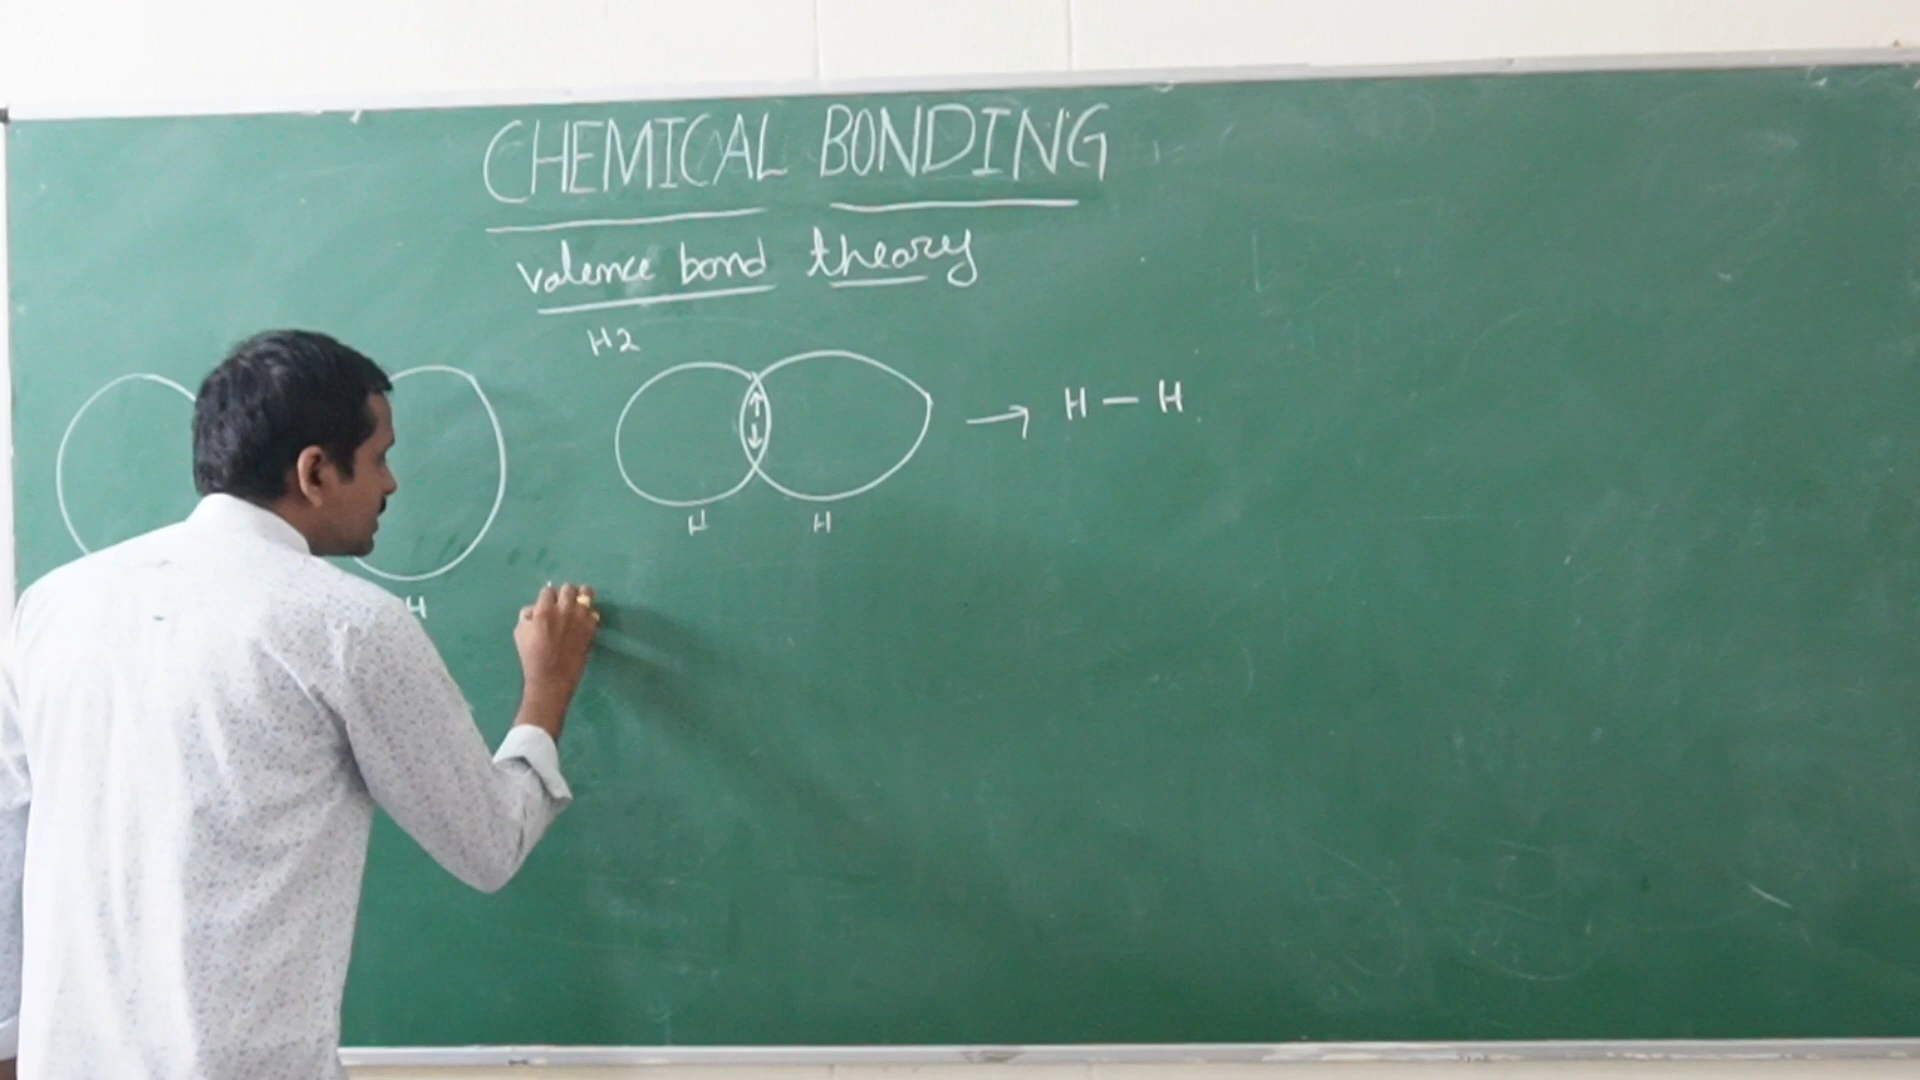 CHEMICAL BONDING
valence bond theory
H2
→ H — H
H H
H